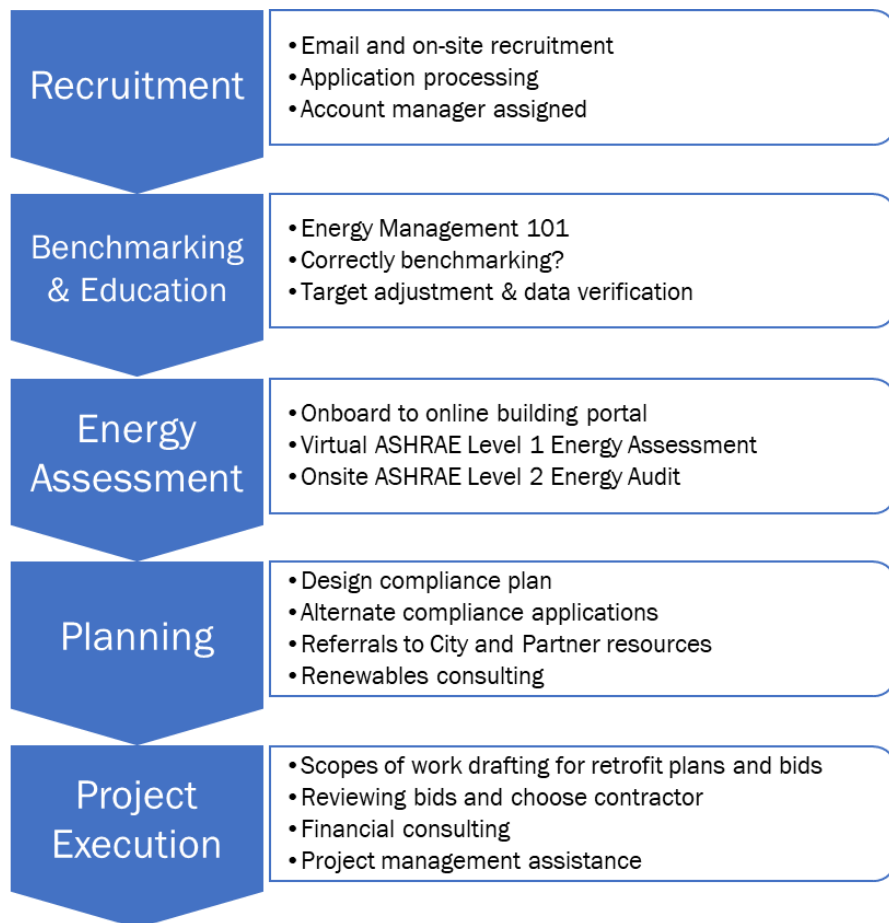 Recruitment
•Email and on-site recruitment
•Application processing
•Account manager assigned
Benchmarking
& Education
•Energy Management 101
•Correctly benchmarking?
•Target adjustment & data verification
Energy
Assessment
•Onboard to online building portal
•Virtual ASHRAE Level 1 Energy Assessment
•Onsite ASHRAE Level 2 Energy Audit
Planning
•Design compliance plan
•Alternate compliance applications
•Referrals to City and Partner resources
•Renewables consulting
Project
Execution
•Scopes of work drafting for retrofit plans and bids
•Reviewing bids and choose contractor
•Financial consulting
•Project management assistance